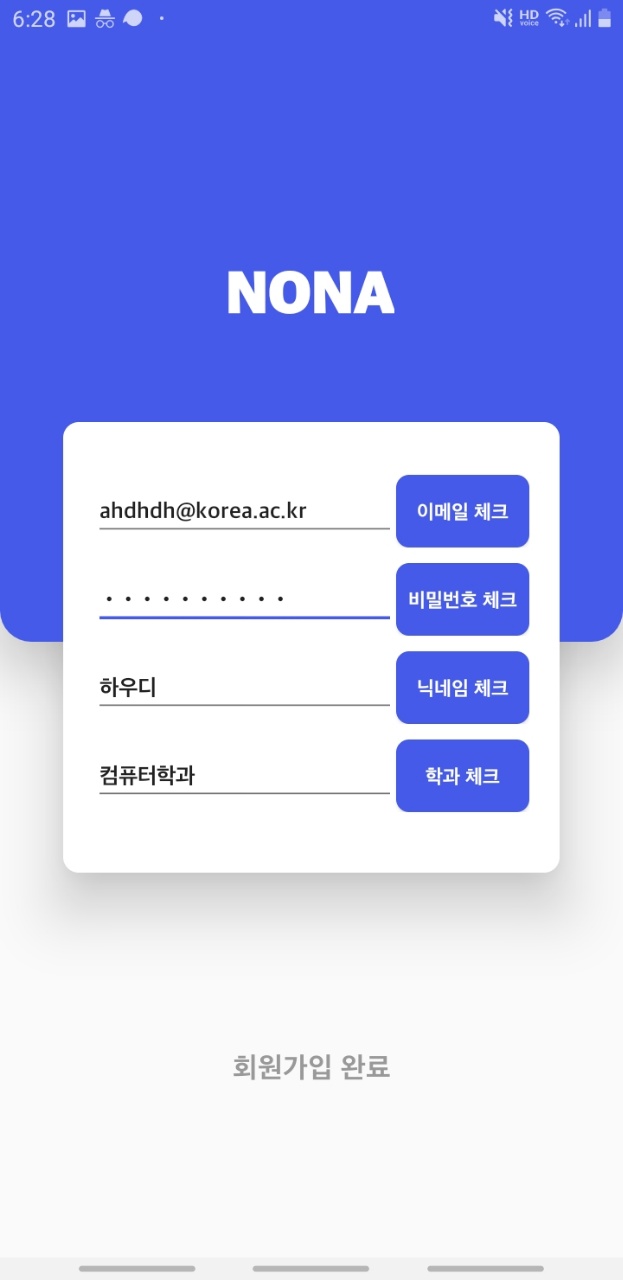 6:28
HD
voice
NONA
ahdhdh@korea.ac.kr
이메일 체크
••••••••••
비밀번호 체크
하우디
닉네임 체크
컴퓨터학과
학과 체크
회원가입 완료